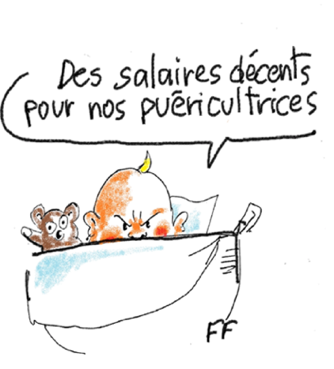 Des salaires décents
pour nos puéricultrices
FF